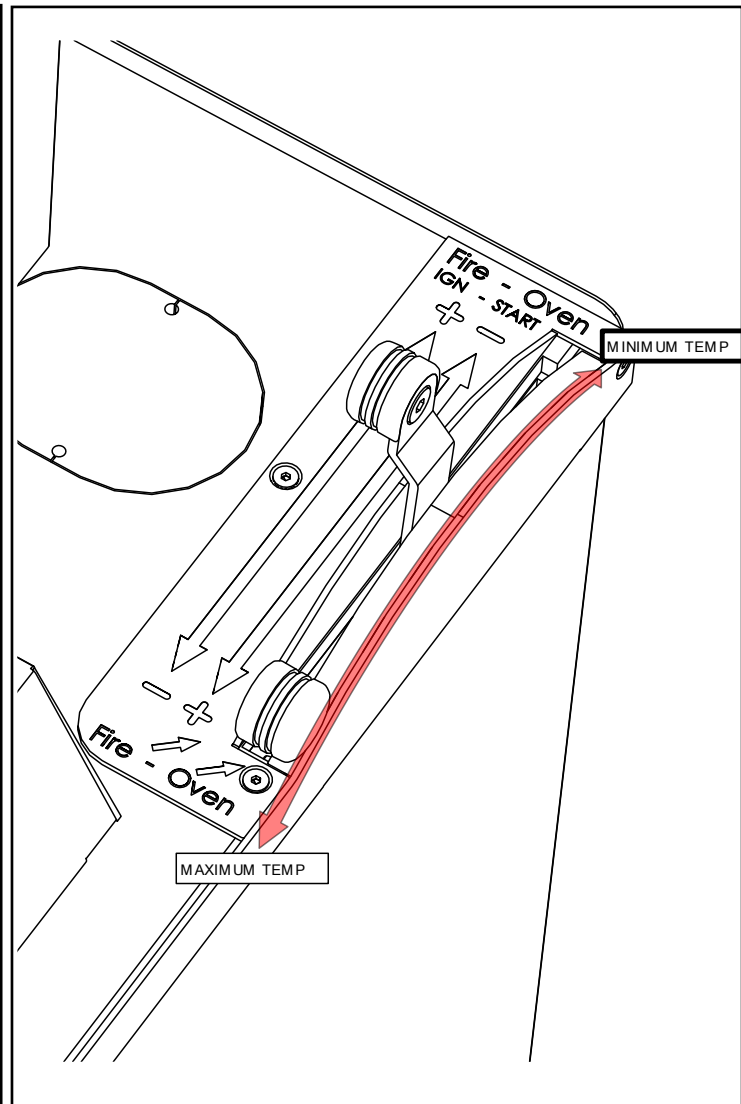 Fire - Oven
IGN - START
+ -
MINIMUM TEMP
- +
Fire - Oven
MAXIMUM TEMP